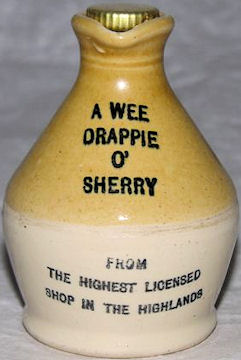 A WEE
DRAPPIE
O'
SHERRY
FROM
THE HIGHEST LICENSED
SHOP IN THE HIGHLANDS